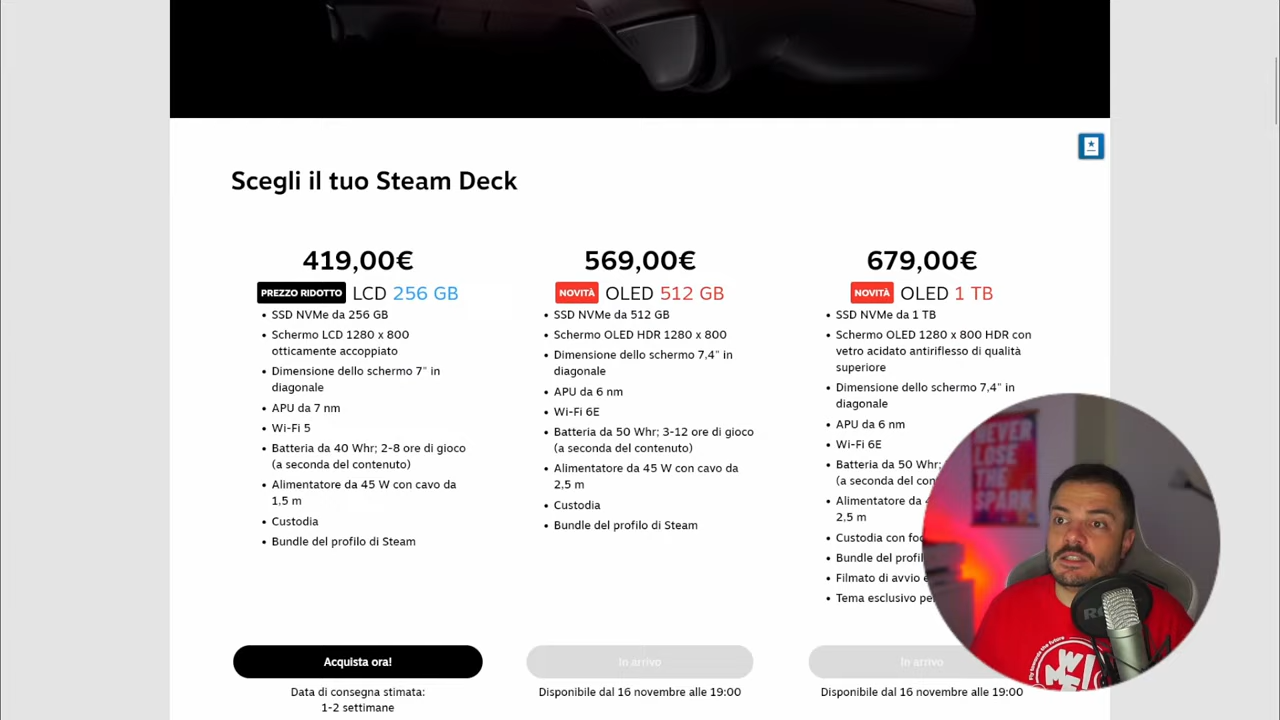 Scegli il tuo Steam Deck
419,00€
PREZZO RIDOTTO LCD 256 GB
• SSD NVMe da 256 GB
• Schermo LCD 1280 x 800
otticamente accoppiato
• Dimensione dello schermo 7" in
diagonale
• APU da 7 nm
• Wi-Fi 5
• Batteria da 40 Whr; 2-8 ore di gioco
(a seconda del contenuto)
• Alimentatore da 45 W con cavo da
1,5 m
• Custodia
• Bundle del profilo di Steam
Acquista ora!
Data di consegna stimata:
1-2 settimane
569,00€
NOVITÀ OLED 512 GB
• SSD NVMe da 512 GB
• Schermo OLED HDR 1280 x 800
• Dimensione dello schermo 7,4" in
diagonale
• APU da 6 nm
• Wi-Fi 6E
• Batteria da 50 Whr; 3-12 ore di gioco
(a seconda del contenuto)
• Alimentatore da 45 W con cavo da
2,5 m
• Custodia
• Bundle del profilo di Steam
In arrivo
Disponibile dal 16 novembre alle 19:00
679,00€
NOVITÀ OLED 1 TB
• SSD NVMe da 1 TB
• Schermo OLED 1280 x 800 HDR con
vetro acidato antiriflesso di qualità
superiore
• Dimensione dello schermo 7,4" in
diagonale
• APU da 6 nm
• Wi-Fi 6E
• Batteria da 50 Whr;
(a seconda del
• Alimentatore da
2,5 m
• Custodia con
• Bundle del
• Filmato di avvio
• Tema esclusivo
In arrivo
Disponibile dal 16 novembre alle 19:00
NEVER
LOSE
THE
SPARK